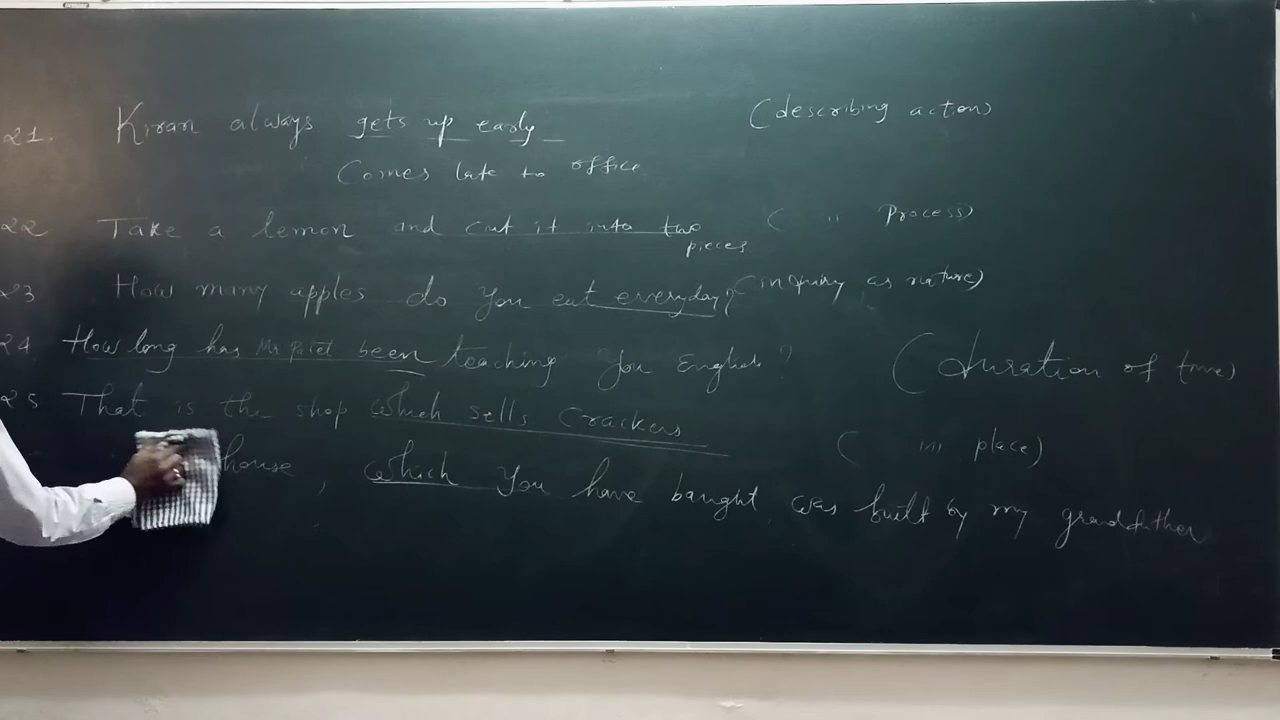 21. Kiran always gets up early (describing action)
Comes late to office
22 Take a lemon and cut it into two ( " Process)
pieces
23 How many apples do you eat everyday? (inquiry as nature)
24 How long has Mr. Patel been teaching you English? (duration of time)
25 That is the shop which sells crackers ( " place)
house, which you have bought was built by my grandfather